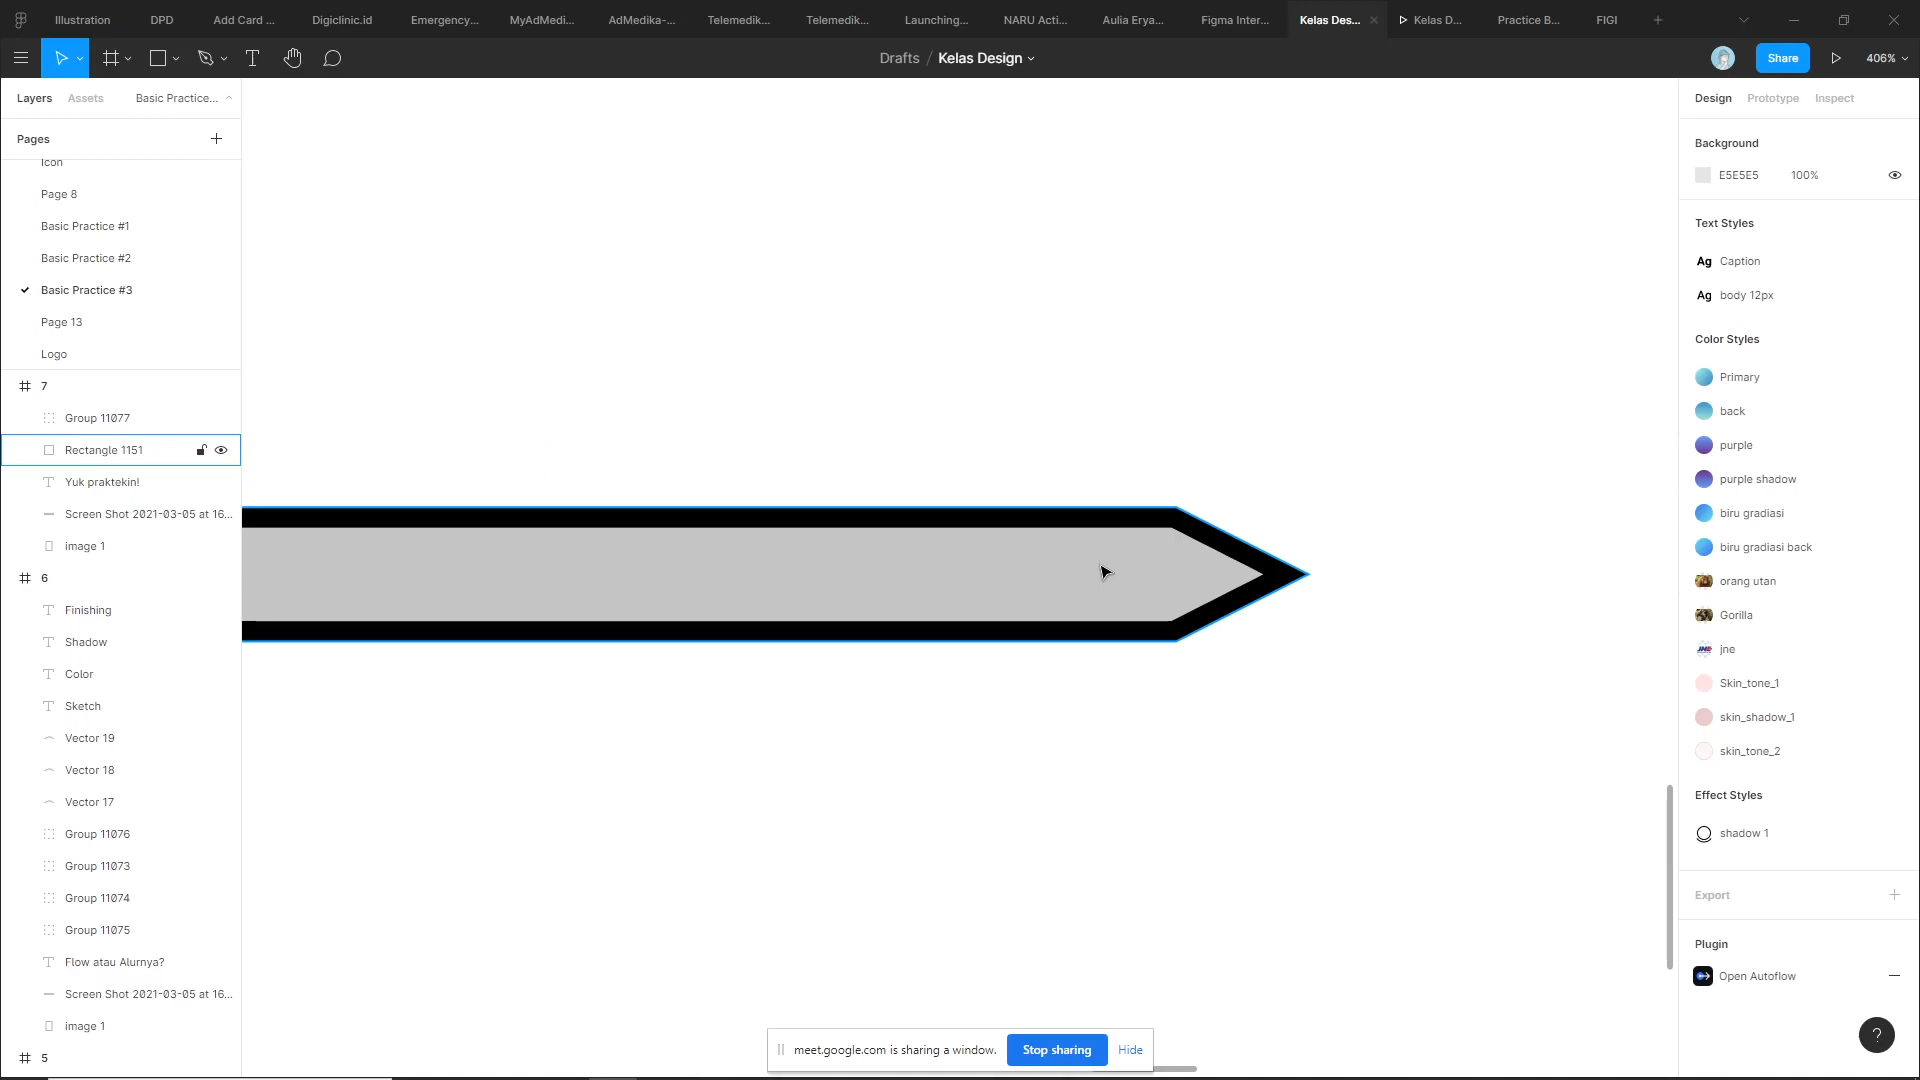 Illustration
DPD
Add Card ...
Digiclinic.id
Emergency...
MyAdMedi...
AdMedika-...
Telemedik...
Telemedik...
Launching...
NARU Acti...
Aulia Erya...
Figma Inter...
Kelas Des...
Kelas D...
Practice B...
FIGI
Drafts / Kelas Design
Share
406%
Layers
Assets
Basic Practice...
Pages
Icon
Page 8
Basic Practice #1
Basic Practice #2
Basic Practice #3
Page 13
Logo
7
Group 11077
Rectangle 1151
Yuk praktekin!
Screen Shot 2021-03-05 at 16...
image 1
6
Finishing
Shadow
Color
Sketch
Vector 19
Vector 18
Vector 17
Group 11076
Group 11073
Group 11074
Group 11075
Flow atau Alurnya?
Screen Shot 2021-03-05 at 16...
image 1
5
Design
Prototype
Inspect
Background
E5E5E5 100%
Text Styles
Ag Caption
Ag body 12px
Color Styles
Primary
back
purple
purple shadow
biru gradiasi
biru gradiasi back
orang utan
Gorilla
JNE jne
Skin_tone_1
skin_shadow_1
skin_tone_2
Effect Styles
shadow 1
Export
Plugin
Open Autoflow
?
meet.google.com is sharing a window.
Stop sharing
Hide